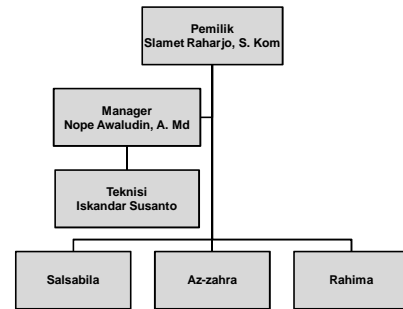 Pemilik
Slamet Raharjo, S. Kom
Manager
Nope Awaludin, A. Md
Teknisi
Iskandar Susanto
Salsabila
Az-zahra
Rahima